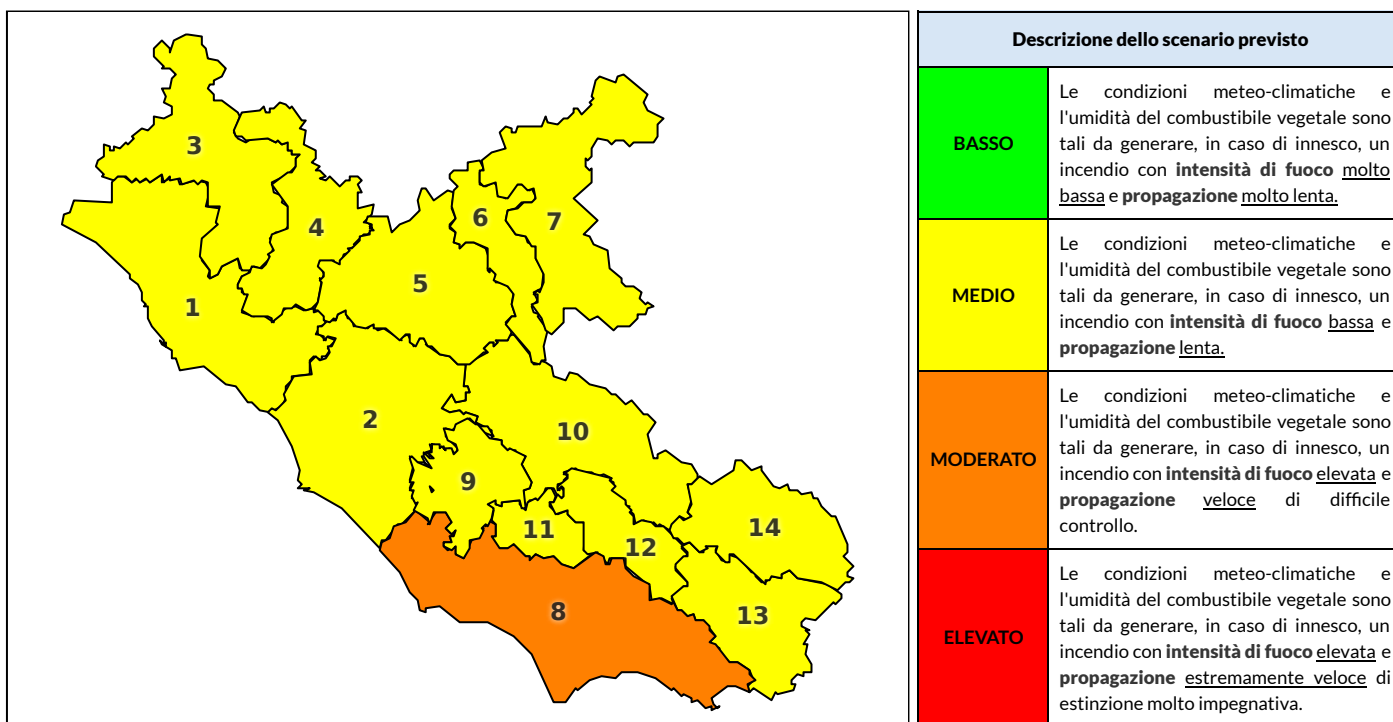 3
4
6
7
1
5
2
10
9
11
12
14
8
13
Descrizione dello scenario previsto
BASSO
Le condizioni meteo-climatiche e
l'umidità del combustibile vegetale sono
tali da generare, in caso di innesco, un
incendio con intensità di fuoco molto
bassa e propagazione molto lenta.
MEDIO
Le condizioni meteo-climatiche e
l'umidità del combustibile vegetale sono
tali da generare, in caso di innesco, un
incendio con intensità di fuoco bassa e
propagazione lenta.
MODERATO
Le condizioni meteo-climatiche e
l'umidità del combustibile vegetale sono
tali da generare, in caso di innesco, un
incendio con intensità di fuoco elevata e
propagazione veloce di difficile
controllo.
ELEVATO
Le condizioni meteo-climatiche e
l'umidità del combustibile vegetale sono
tali da generare, in caso di innesco, un
incendio con intensità di fuoco elevata e
propagazione estremamente veloce di
estinzione molto impegnativa.